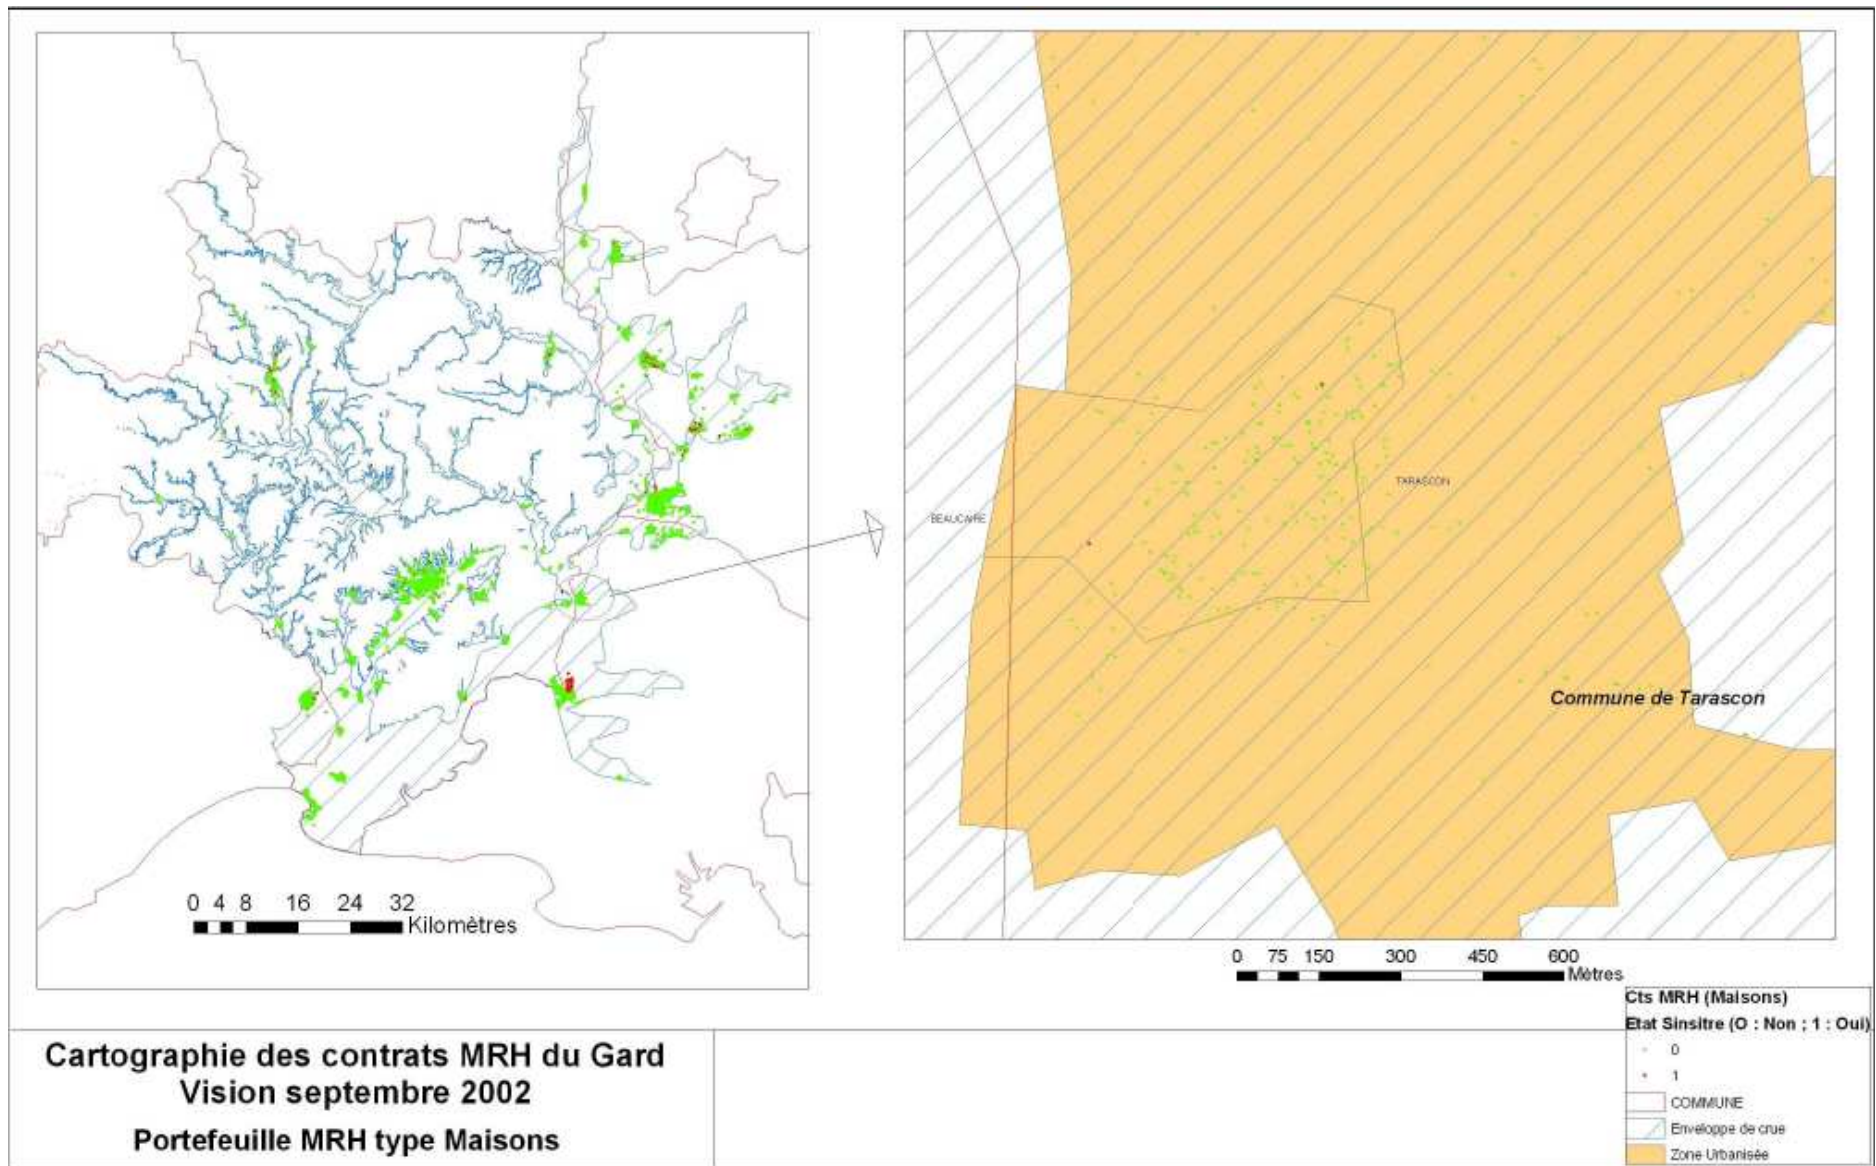 BEAUCAIRE
TARASCON
Commune de Tarascon
0 4 8 16 24 32
Kilomètres
0 75 150 300 450 600
Mètres
Cts MRH (Maisons)
Etat Sinsitre (O : Non ; 1 : Oui)
0
1
COMMUNE
Enveloppe de crue
Zone Urbanisée
Cartographie des contrats MRH du Gard
Vision septembre 2002
Portefeuille MRH type Maisons